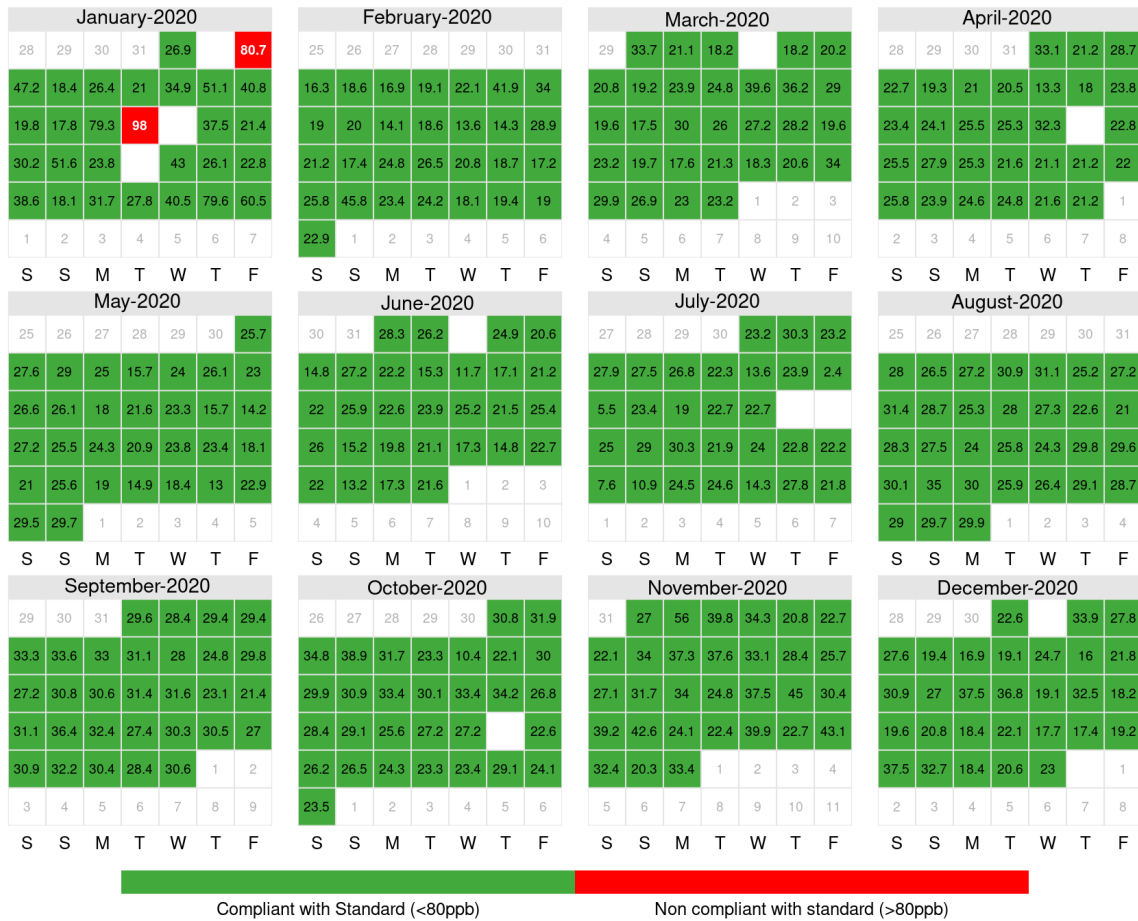 January-2020
28 29 30 31 26.9 80.7
47.2 18.4 26.4 21 34.9 51.1 40.8
19.8 17.8 79.3 98 37.5 21.4
30.2 51.6 23.8 43 26.1 22.8
38.6 18.1 31.7 27.8 40.5 79.6 60.5
1 2 3 4 5 6 7
S S M T W T F
February-2020
25 26 27 28 29 30 31
16.3 18.6 16.9 19.1 22.1 41.9 34
19 20 14.1 18.6 13.6 14.3 28.9
21.2 17.4 24.8 26.5 20.8 18.7 17.2
25.8 45.8 23.4 24.2 18.1 19.4 19
22.9 1 2 3 4 5 6
S S M T W T F
March-2020
29 33.7 21.1 18.2 18.2 20.2
20.8 19.2 23.9 24.8 39.6 36.2 29
19.6 17.5 30 26 27.2 28.2 19.6
23.2 19.7 17.6 21.3 18.3 20.6 34
29.9 26.9 23 23.2 1 2 3
4 5 6 7 8 9 10
S S M T W T F
April-2020
28 29 30 31 33.1 21.2 28.7
22.7 19.3 21 20.5 13.3 18 23.8
23.4 24.1 25.5 25.3 32.3 22.8
25.5 27.9 25.3 21.6 21.1 21.2 22
25.8 23.9 24.6 24.8 21.6 21.2 1
2 3 4 5 6 7 8
S S M T W T F
May-2020
25 26 27 28 29 30 25.7
27.6 29 25 15.7 24 26.1 23
26.6 26.1 18 21.6 23.3 15.7 14.2
27.2 25.5 24.3 20.9 23.8 23.4 18.1
21 25.6 19 14.9 18.4 13 22.9
29.5 29.7 1 2 3 4 5
S S M T W T F
June-2020
30 31 28.3 26.2 24.9 20.6
14.8 27.2 22.2 15.3 11.7 17.1 21.2
22 25.9 22.6 23.9 25.2 21.5 25.4
26 15.2 19.8 21.1 17.3 14.8 22.7
22 13.2 17.3 21.6 1 2 3
4 5 6 7 8 9 10
S S M T W T F
July-2020
27 28 29 30 23.2 30.3 23.2
27.9 27.5 26.8 22.3 13.6 23.9 2.4
5.5 23.4 19 22.7 22.7
25 29 30.3 21.9 24 22.8 22.2
7.6 10.9 24.5 24.6 14.3 27.8 21.8
1 2 3 4 5 6 7
S S M T W T F
August-2020
25 26 27 28 29 30 31
28 26.5 27.2 30.9 31.1 25.2 27.2
31.4 28.7 25.3 28 27.3 22.6 21
28.3 27.5 24 25.8 24.3 29.8 29.6
30.1 35 30 25.9 26.4 29.1 28.7
29 29.7 29.9 1 2 3 4
S S M T W T F
September-2020
29 30 31 29.6 28.4 29.4 29.4
33.3 33.6 33 31.1 28 24.8 29.8
27.2 30.8 30.6 31.4 31.6 23.1 21.4
31.1 36.4 32.4 27.4 30.3 30.5 27
30.9 32.2 30.4 28.4 30.6 1 2
3 4 5 6 7 8 9
S S M T W T F
October-2020
26 27 28 29 30 30.8 31.9
34.8 38.9 31.7 23.3 10.4 22.1 30
29.9 30.9 33.4 30.1 33.4 34.2 26.8
28.4 29.1 25.6 27.2 27.2 22.6
26.2 26.5 24.3 23.3 23.4 29.1 24.1
23.5 1 2 3 4 5 6
S S M T W T F
November-2020
31 27 56 39.8 34.3 20.8 22.7
22.1 34 37.3 37.6 33.1 28.4 25.7
27.1 31.7 34 24.8 37.5 45 30.4
39.2 42.6 24.1 22.4 39.9 22.7 43.1
32.4 20.3 33.4 1 2 3 4
5 6 7 8 9 10 11
S S M T W T F
December-2020
28 29 30 22.6 33.9 27.8
27.6 19.4 16.9 19.1 24.7 16 21.8
30.9 27 37.5 36.8 19.1 32.5 18.2
19.6 20.8 18.4 22.1 17.7 17.4 19.2
37.5 32.7 18.4 20.6 23 1
2 3 4 5 6 7 8
S S M T W T F
Compliant with Standard (<80ppb)
Non compliant with standard (>80ppb)